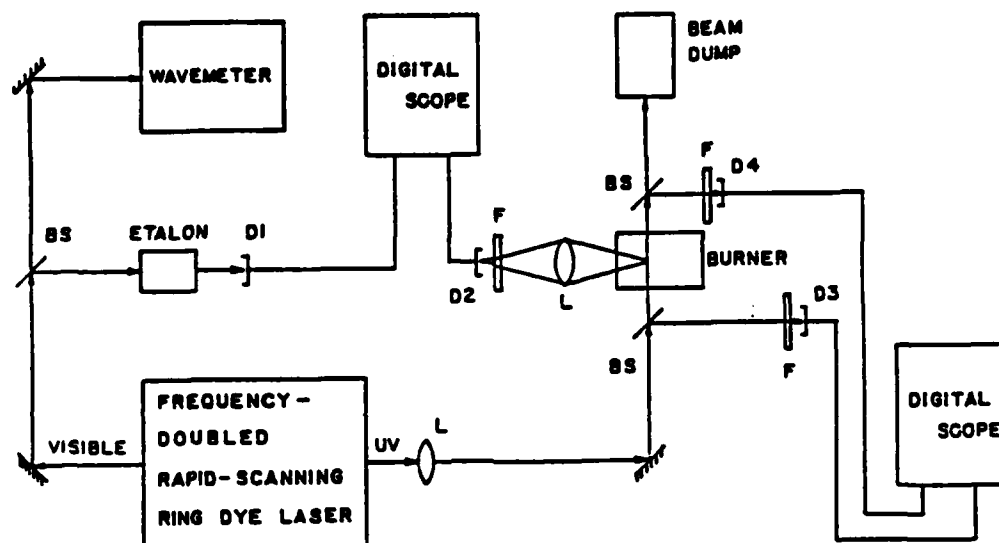 BEAM
DUMP
WAVEMETER
DIGITAL
SCOPE
F
D4
BS
BS
ETALON
D1
F
D2
L
BURNER
D3
F
BS
FREQUENCY-
DOUBLED
RAPID-SCANNING
RING DYE LASER
VISIBLE
UV
L
DIGITAL
SCOPE